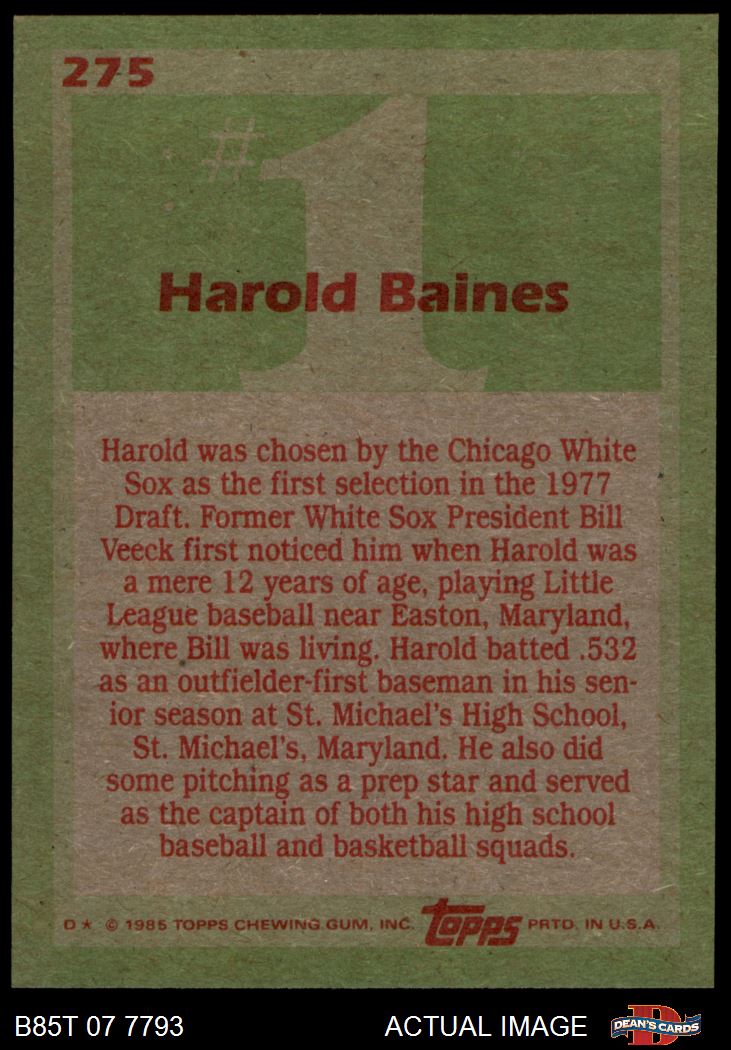 275
#1
Harold Baines
Harold was chosen by the Chicago White
Sox as the first selection in the 1977
Draft. Former White Sox President Bill
Veeck first noticed him when Harold was
a mere 12 years of age, playing Little
League baseball near Easton, Maryland,
where Bill was living. Harold batted .532
as an outfielder-first baseman in his sen-
ior season at St. Michael's High School,
St. Michael's, Maryland. He also did
some pitching as a prep star and served
as the captain of both his high school
baseball and basketball squads.
D★ © 1985 TOPPS CHEWING GUM, INC. topps PRTD. IN U.S.A.
B85T 07 7793 ACTUAL IMAGE D DEAN'S CARDS